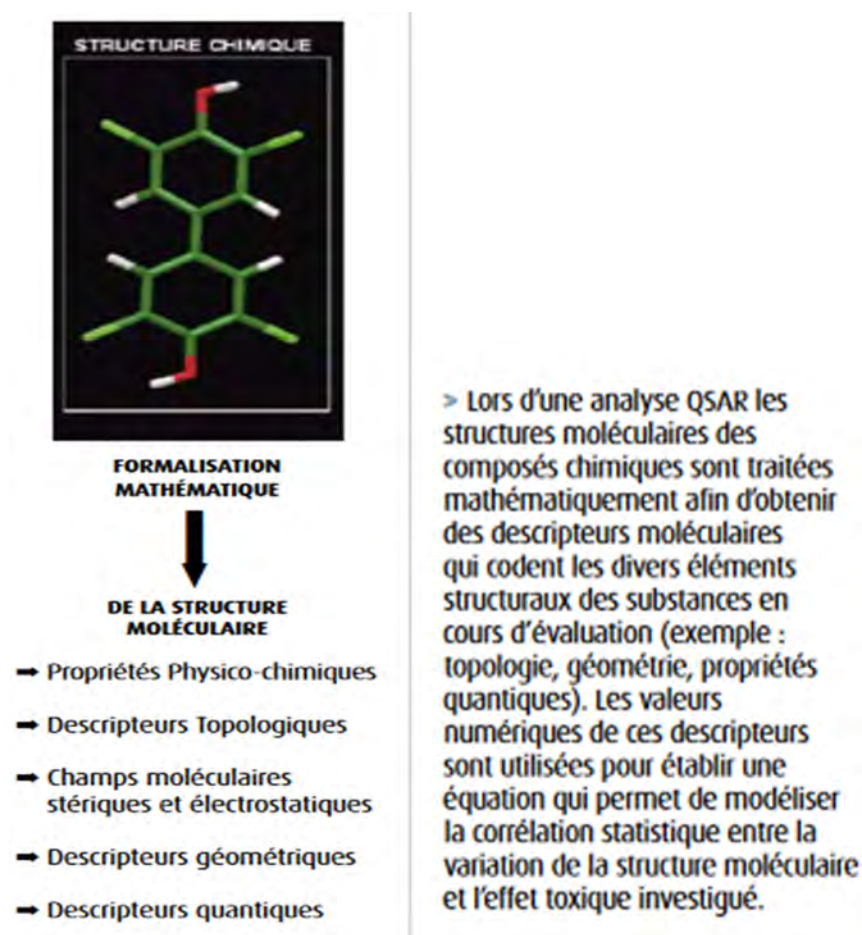 STRUCTURE CHIMIQUE
FORMALISATION
MATHÉMATIQUE
DE LA STRUCTURE
MOLÉCULAIRE
➡ Propriétés Physico-chimiques
➡ Descripteurs Topologiques
➡ Champs moléculaires
stériques et électrostatiques
➡ Descripteurs géométriques
➡ Descripteurs quantiques
> Lors d'une analyse QSAR les
structures moléculaires des
composés chimiques sont traitées
mathématiquement afin d'obtenir
des descripteurs moléculaires
qui codent les divers éléments
structuraux des substances en
cours d'évaluation (exemple :
topologie, géométrie, propriétés
quantiques). Les valeurs
numériques de ces descripteurs
sont utilisées pour établir une
équation qui permet de modéliser
la corrélation statistique entre la
variation de la structure moléculaire
et l'effet toxique investigué.